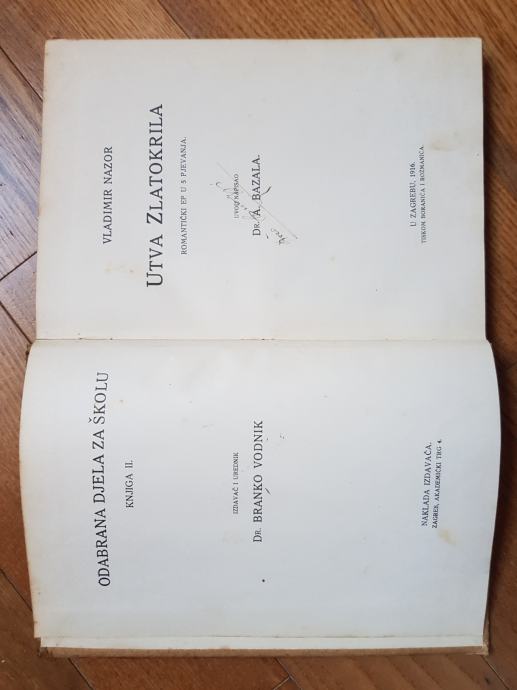 ODABRANA DJELA ZA ŠKOLU
KNJIGA II.
IZDAVAČ I UREDNIK
DR. BRANKO VODNIK
NAKLADA IZDAVAČA.
ZAGREB, AKADEMIČKI TRG 4.
VLADIMIR NAZOR
UTVA ZLATOKRILA
ROMANTIČKI EP U 5 PJEVANJA.
UVOD NAPISAO
DR. A. BAZALA.
U ZAGREBU, 1916.
TISKOM BORANIĆA I ROŽMANIĆA.